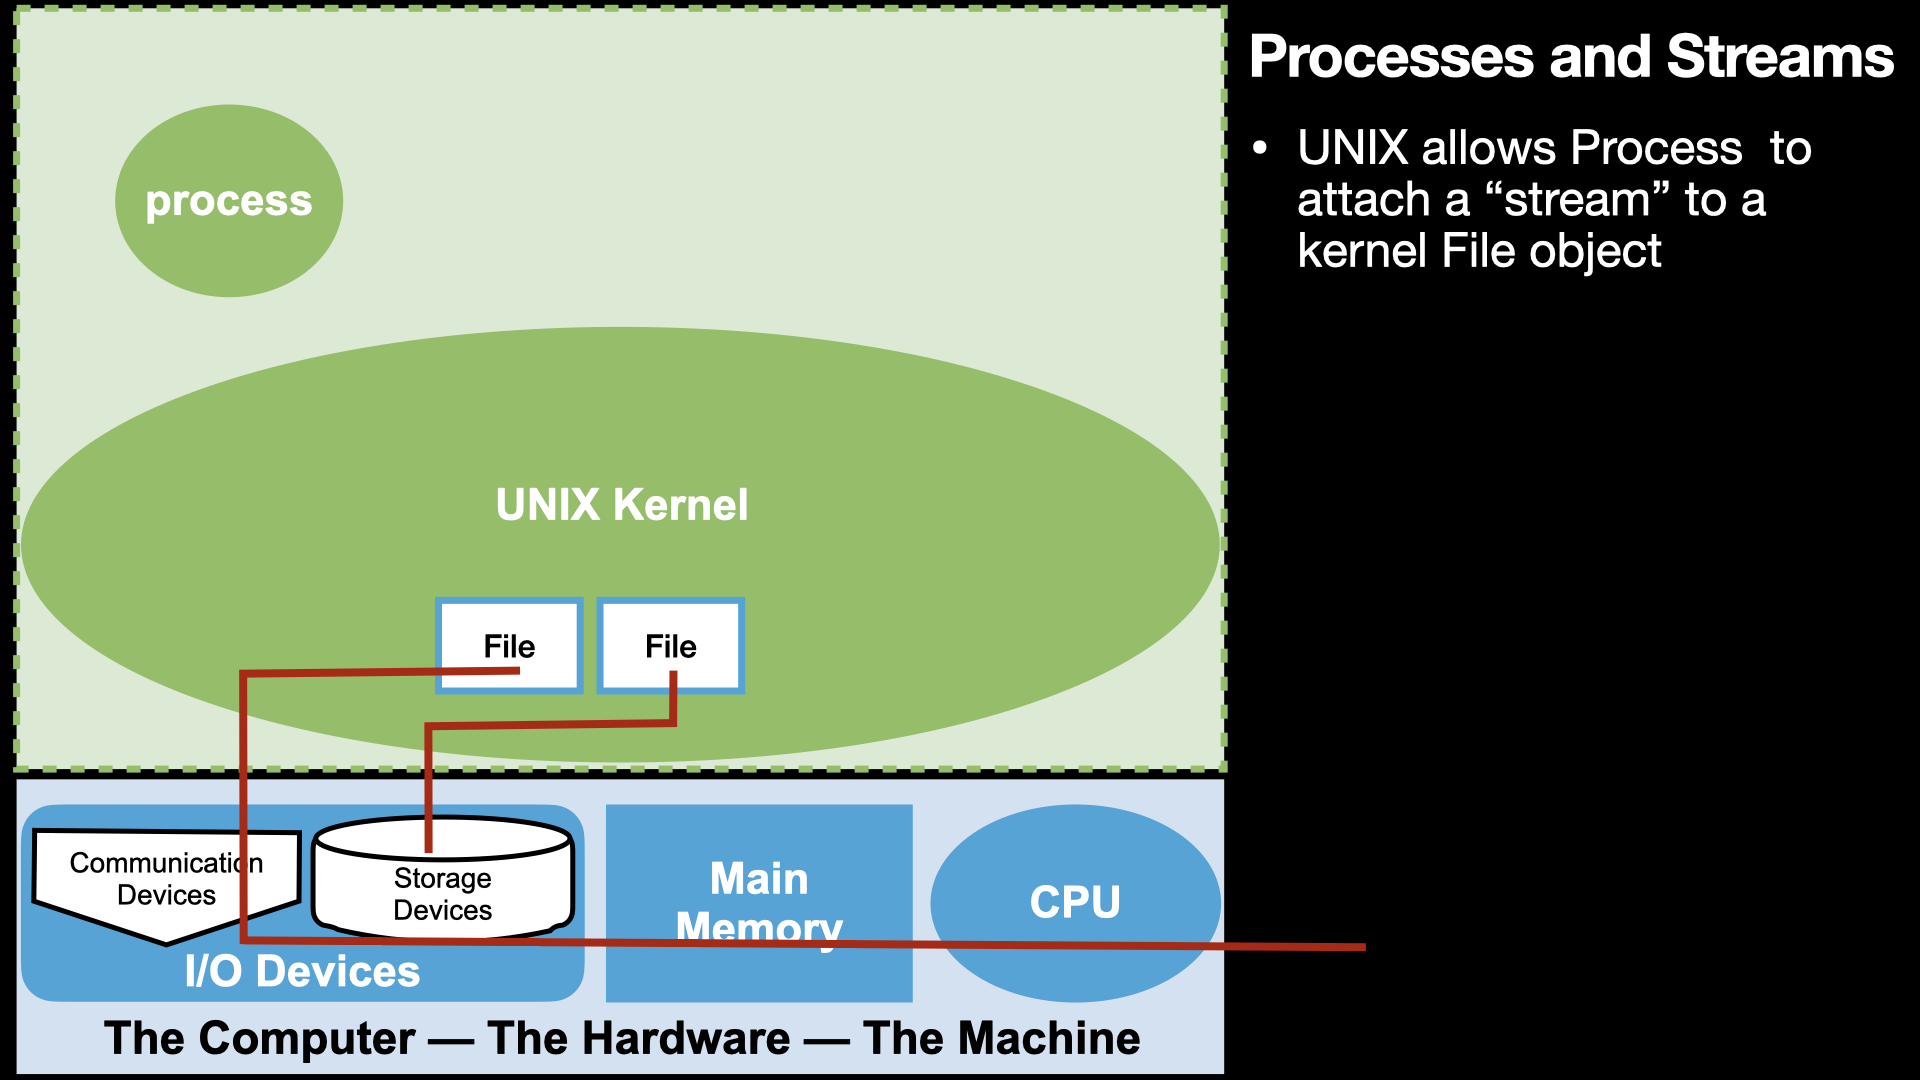 Processes and Streams
• UNIX allows Process  to
attach a “stream” to a
kernel File object
process
UNIX Kernel
File
File
Communication
Devices
Storage
Devices
I/O Devices
Main
Memory
CPU
The Computer — The Hardware — The Machine